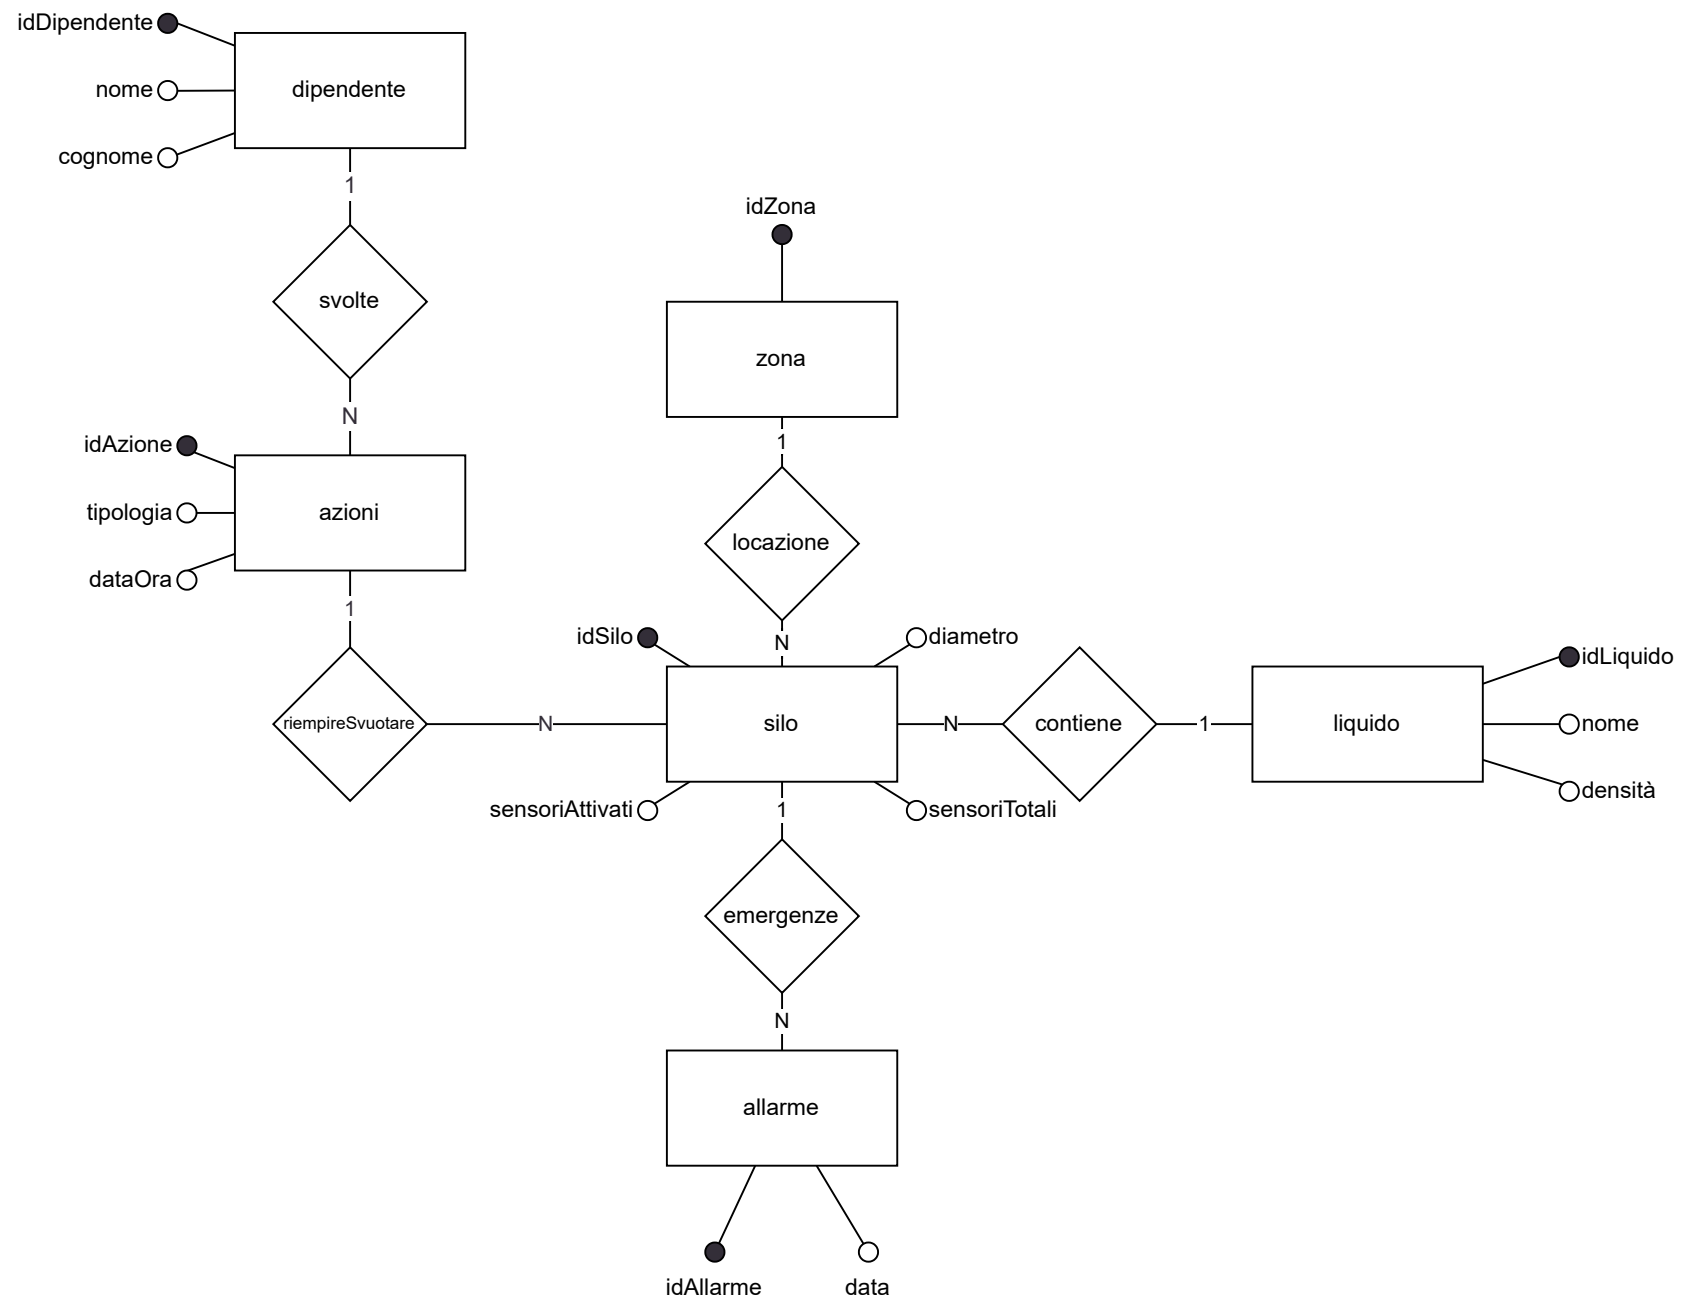 idDipendente
nome
dipendente
cognome
1
svolte
N
idAzione
tipologia
azioni
dataOra
1
riempireSvuotare
N
idZona
zona
1
locazione
N
idSilo
diametro
silo
sensoriAttivati
sensoriTotali
N
contiene
1
liquido
idLiquido
nome
densità
1
emergenze
N
allarme
idAllarme
data